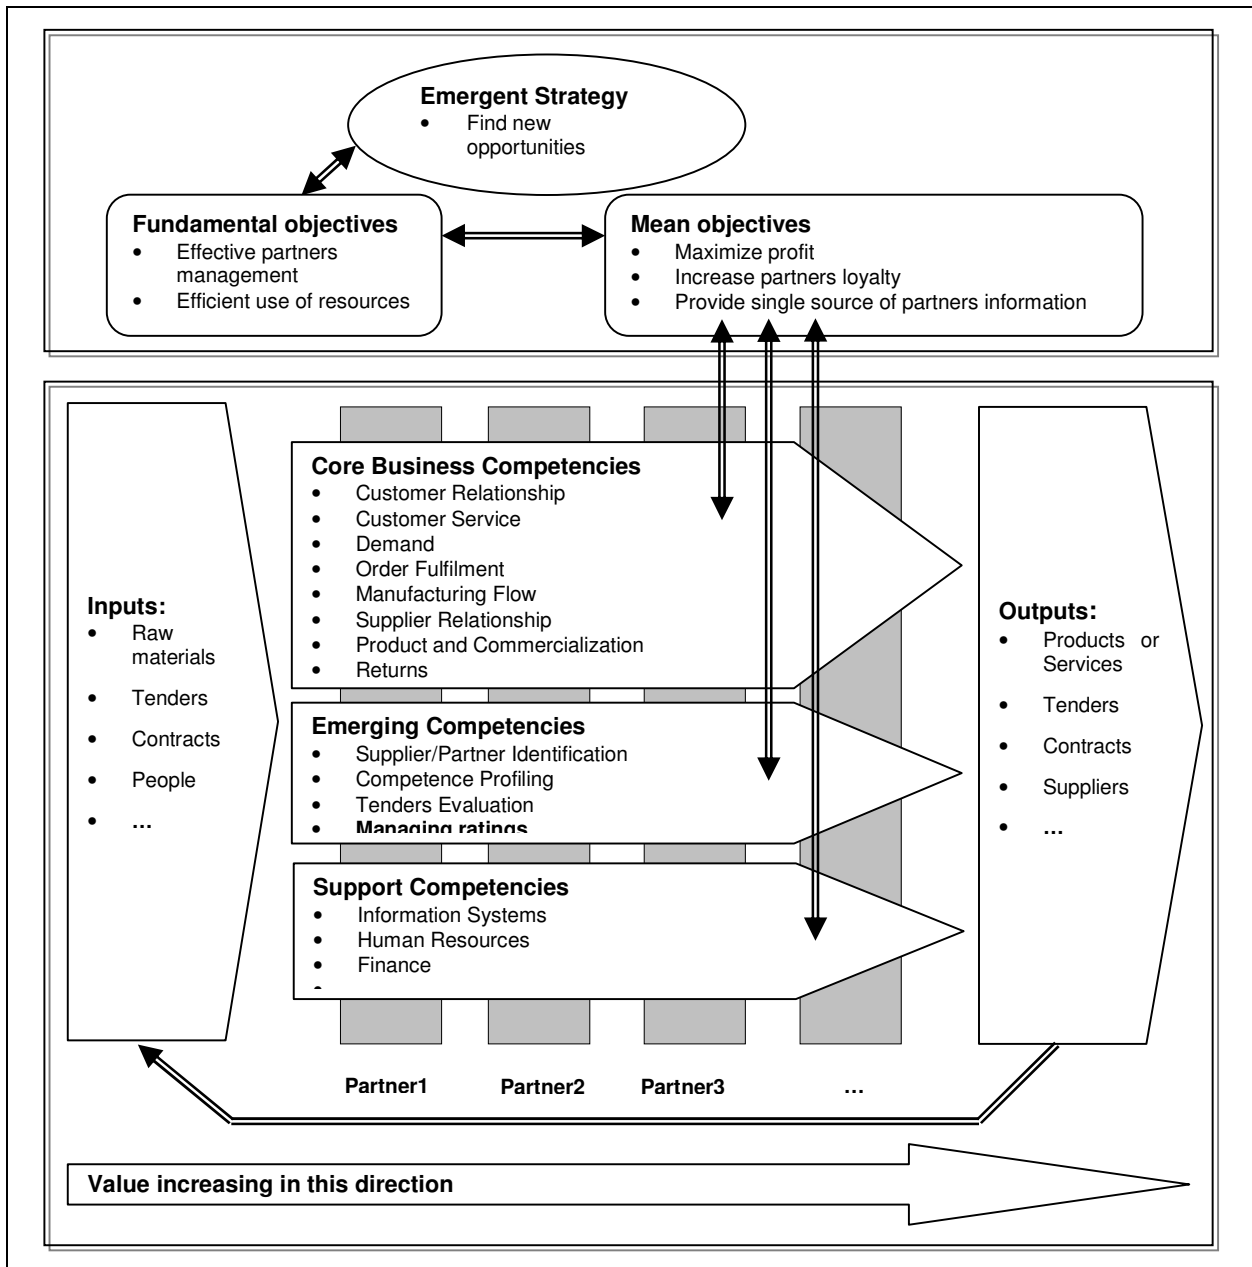 Emergent Strategy
• Find new
opportunities
Fundamental objectives
• Effective partners
management
• Efficient use of resources
Mean objectives
• Maximize profit
• Increase partners loyalty
• Provide single source of partners information
Inputs:
• Raw
materials
• Tenders
• Contracts
• People
• ...
Core Business Competencies
• Customer Relationship
• Customer Service
• Demand
• Order Fulfilment
• Manufacturing Flow
• Supplier Relationship
• Product and Commercialization
• Returns
Emerging Competencies
• Supplier/Partner Identification
• Competence Profiling
• Tenders Evaluation
• Managing ratings
Support Competencies
• Information Systems
• Human Resources
• Finance
•
Outputs:
• Products or
Services
• Tenders
• Contracts
• Suppliers
• ...
Partner1 Partner2 Partner3 ...
Value increasing in this direction